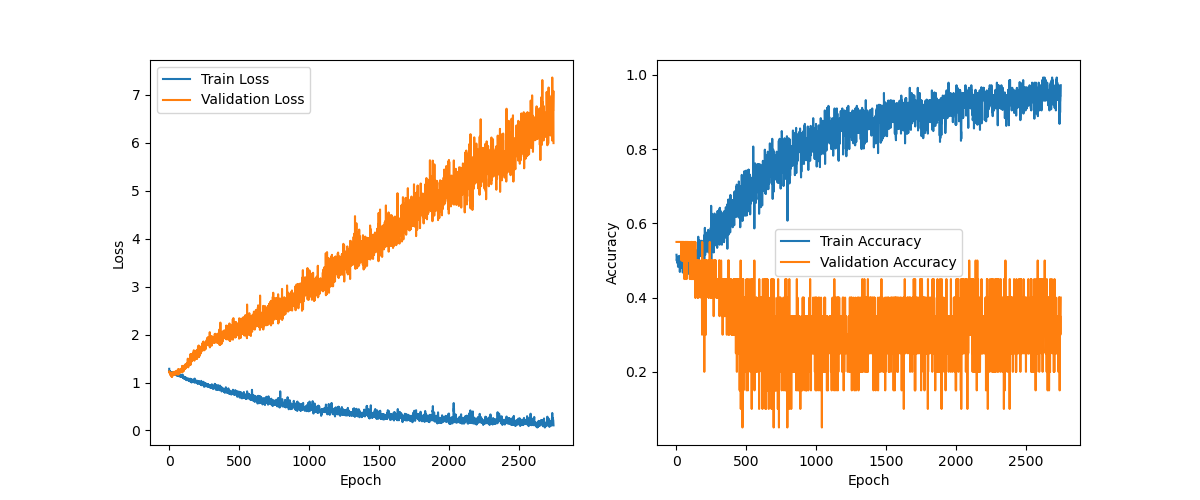 Train Loss
Validation Loss
7
6
5
4
3
2
1
0
Loss
0 500 1000 1500 2000 2500
Epoch
1.0
0.8
0.6
0.4
0.2
Accuracy
Train Accuracy
Validation Accuracy
0 500 1000 1500 2000 2500
Epoch